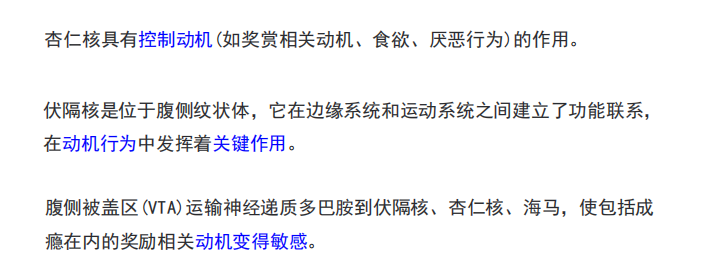 杏仁核具有控制动机(如奖赏相关动机、食欲、厌恶行为)的作用。
伏隔核是位于腹侧纹状体，它在边缘系统和运动系统之间建立了功能联系，
在动机行为中发挥着关键作用。
腹侧被盖区(VTA)运输神经递质多巴胺到伏隔核、杏仁核、海马，使包括成
瘾在内的奖励相关动机变得敏感。